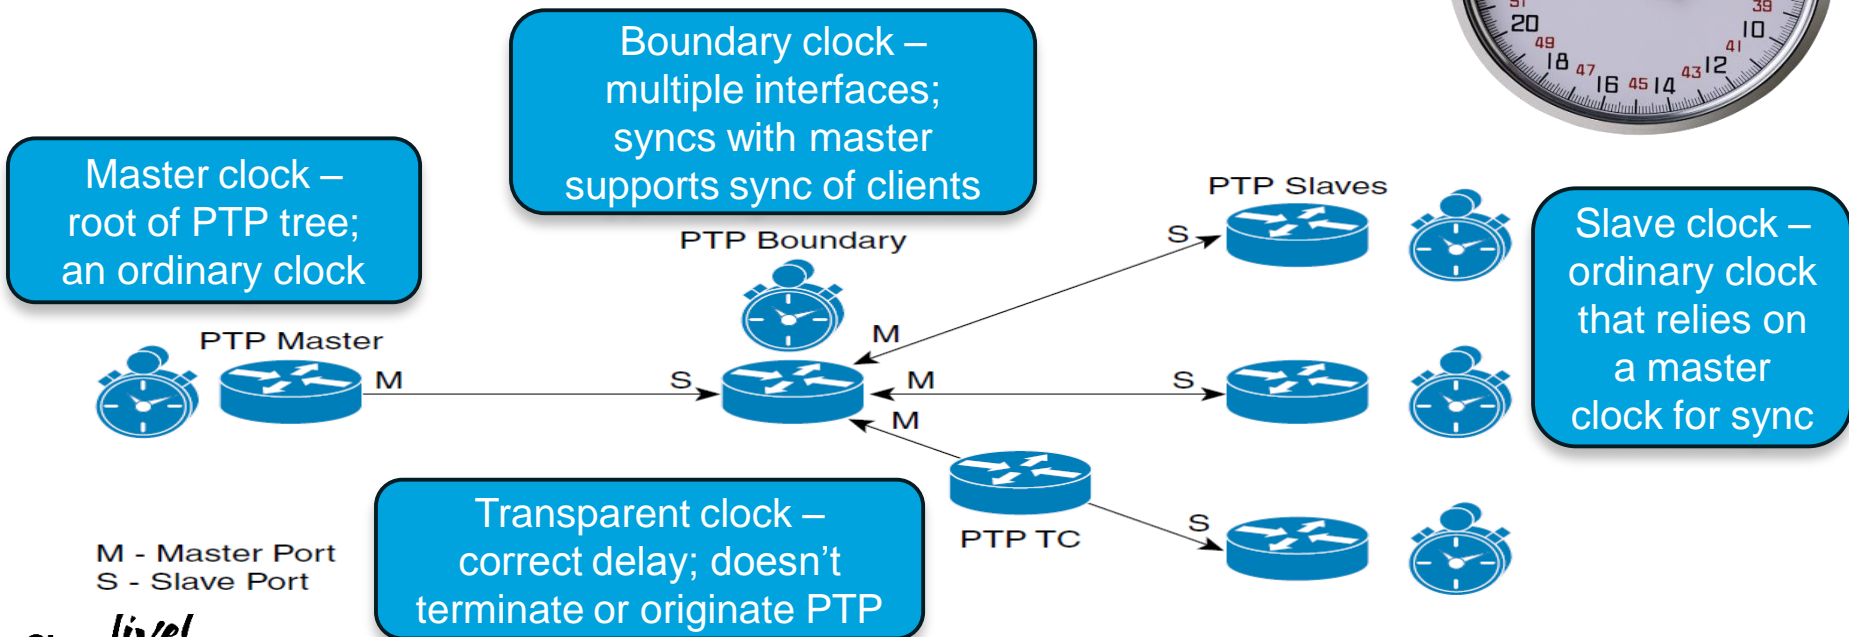 Boundary clock –
multiple interfaces;
syncs with master
supports sync of clients
Master clock –
root of PTP tree;
an ordinary clock
PTP Boundary
PTP Slaves
Slave clock –
ordinary clock
that relies on
a master
clock for sync
PTP Master
M
S
M
S
M
S
M
S
PTP TC
Transparent clock –
correct delay; doesn't
terminate or originate PTP
M - Master Port
S - Slave Port
live!
39
20
10
49
41
18
47
16
45
14
43
12